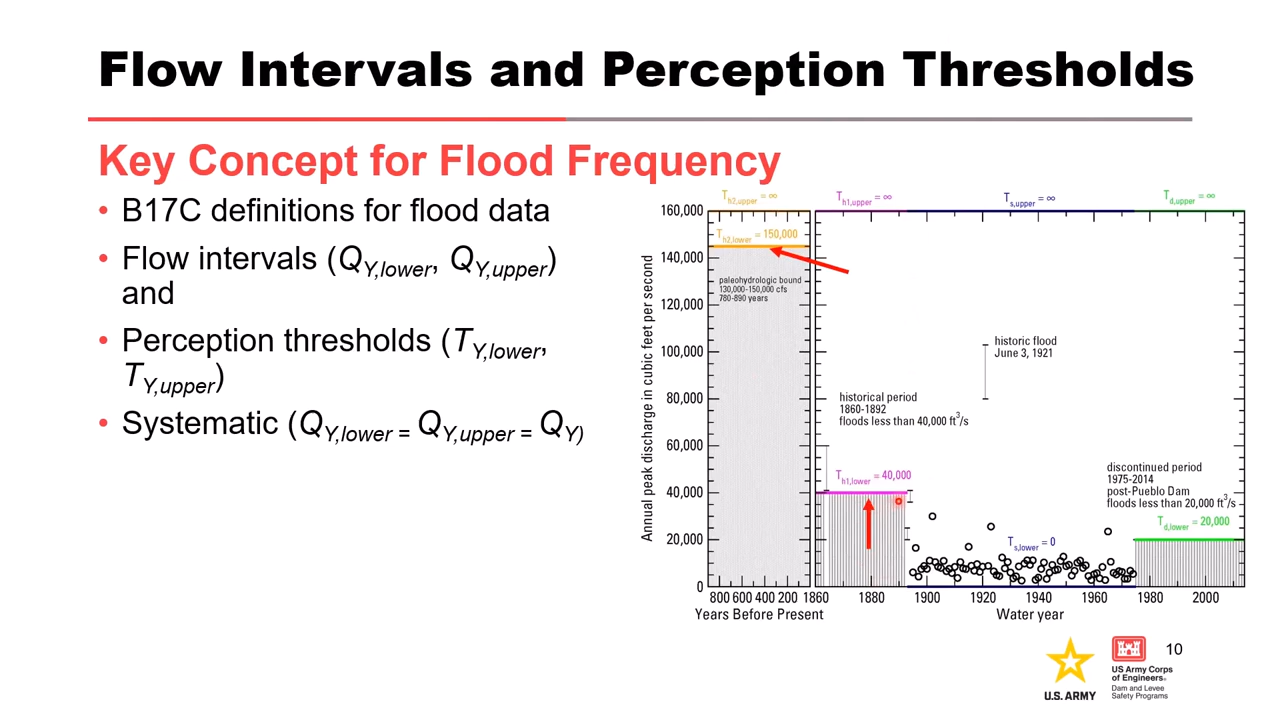 Flow Intervals and Perception Thresholds
Key Concept for Flood Frequency
• B17C definitions for flood data
• Flow intervals (QY,lower, QY,upper)
and
• Perception thresholds (TY,lower,
TY,upper)
• Systematic (QY,lower = QY,upper = QY)
Th2,upper = ∞
Th1,upper = ∞
Ts,upper = ∞
Td,upper = ∞
Annual peak discharge in cubic feet per second
160,000
140,000
120,000
100,000
80,000
60,000
40,000
20,000
0
Th2,lower = 150,000
paleohydrologic bound
130,000-150,000 cfs
780-890 years
historic flood
June 3, 1921
historical period
1860-1892
floods less than 40,000 ft3/s
Th1,lower = 40,000
discontinued period
1975-2014
post-Pueblo Dam
floods less than 20,000 ft3/s
Td,lower = 20,000
Ts,lower = 0
800 600 400 200 1860 1880 1900 1920 1940 1960 1980 2000
Years Before Present
Water year
10
U.S. ARMY
US Army Corps
of Engineers®
Dam and Levee
Safety Programs